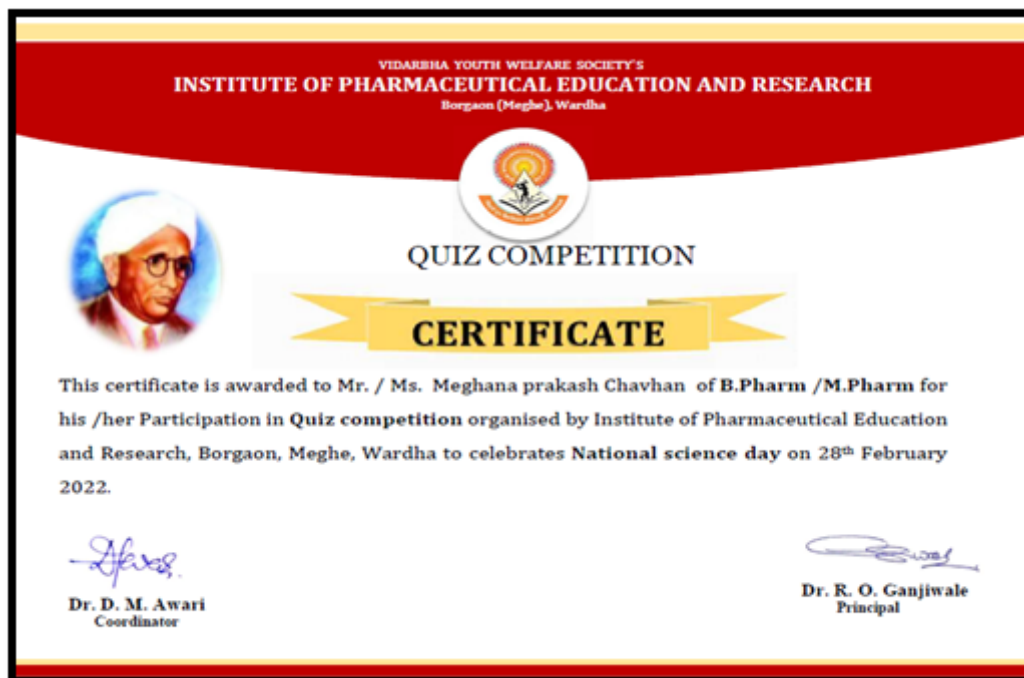 VIDARBHA YOUTH WELFARE SOCIETY'S
INSTITUTE OF PHARMACEUTICAL EDUCATION AND RESEARCH
Borgaon (Meghe), Wardha
QUIZ COMPETITION
CERTIFICATE
This certificate is awarded to Mr. / Ms. Meghana prakash Chavhan of B.Pharm /M.Pharm for
his /her Participation in Quiz competition organised by Institute of Pharmaceutical Education
and Research, Borgaon, Meghe, Wardha to celebrates National science day on 28th February
2022.
Dr. D. M. Awari
Coordinator
Dr. R. O. Ganjiwale
Principal